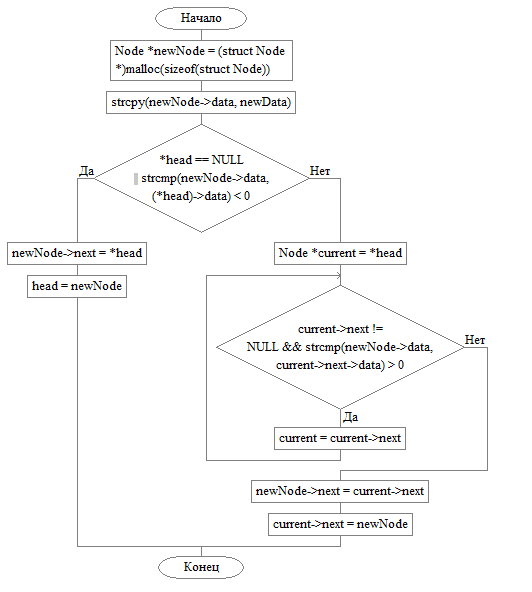 Начало
Node *newNode = (struct Node
*)malloc(sizeof(struct Node))
strcpy(newNode->data, newData)
*head == NULL
strcmp(newNode->data,
(*head)->data) < 0
Да
Нет
newNode->next = *head
head = newNode
Node *current = *head
current->next !=
NULL && strcmp(newNode->data,
current->next->data) > 0
Нет
Да
current = current->next
newNode->next = current->next
current->next = newNode
Конец